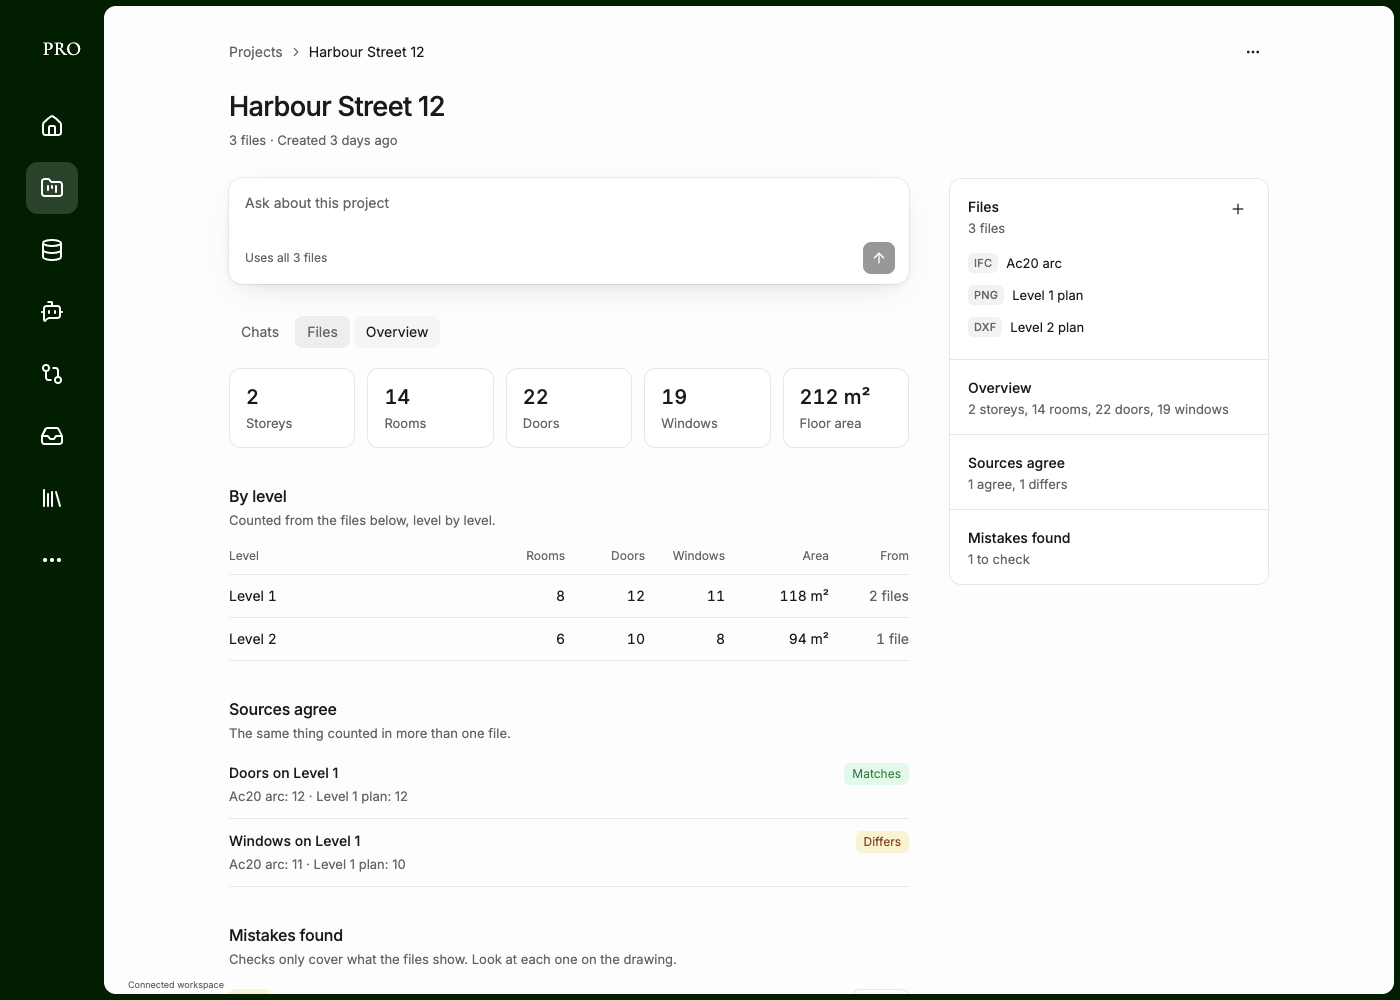 PRO
Projects > Harbour Street 12
Harbour Street 12
3 files · Created 3 days ago
Ask about this project
Uses all 3 files
Chats Files Overview
2 14 22 19 212 m²
Storeys Rooms Doors Windows Floor area
By level
Counted from the files below, level by level.
Level Rooms Doors Windows Area From
Level 1 8 12 11 118 m² 2 files
Level 2 6 10 8 94 m² 1 file
Sources agree
The same thing counted in more than one file.
Doors on Level 1 Matches
Ac20 arc: 12 · Level 1 plan: 12
Windows on Level 1 Differs
Ac20 arc: 11 · Level 1 plan: 10
Mistakes found
Checks only cover what the files show. Look at each one on the drawing.
Connected workspace
Files
3 files
IFC Ac20 arc
PNG Level 1 plan
DXF Level 2 plan
Overview
2 storeys, 14 rooms, 22 doors, 19 windows
Sources agree
1 agree, 1 differs
Mistakes found
1 to check